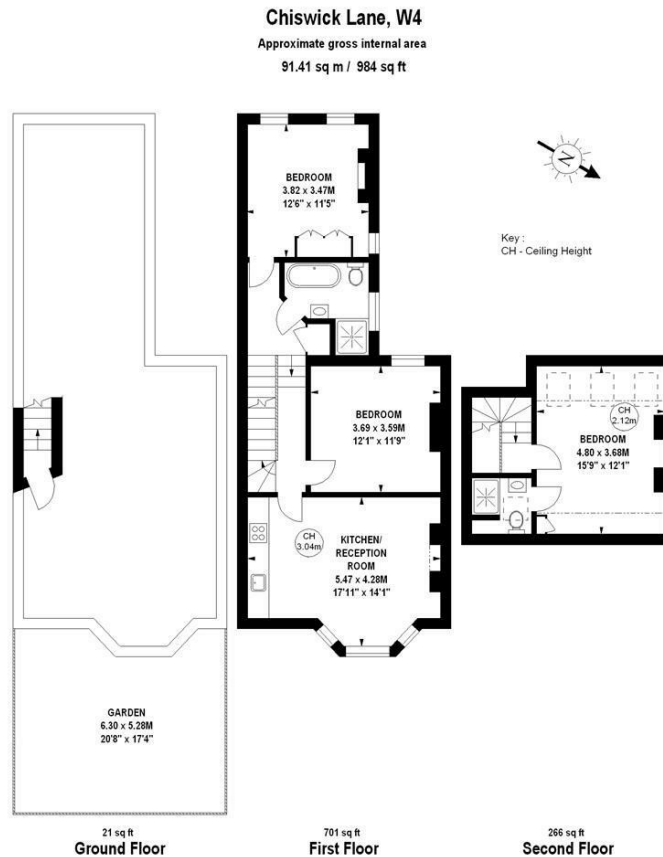 Chiswick Lane, W4
Approximate gross internal area
91.41 sq m / 984 sq ft
N
Key :
CH - Ceiling Height
BEDROOM
3.82 x 3.47M
12'6" x 11'5"
BEDROOM
3.69 x 3.59M
12'1" x 11'9"
CH
2.12m
BEDROOM
4.80 x 3.68M
15'9" x 12'1"
CH
3.04m
KITCHEN/
RECEPTION
ROOM
5.47 x 4.28M
17'11" x 14'1"
GARDEN
6.30 x 5.28M
20'8" x 17'4"
21 sq ft
Ground Floor
701 sq ft
First Floor
266 sq ft
Second Floor